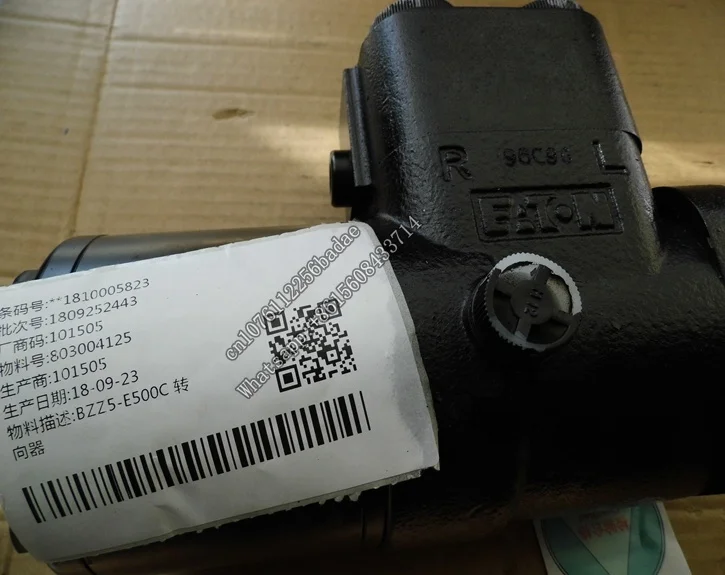 R 96C86 L
EATON
条码号:**1810005823
批次号:1809252443
厂商码:101505
物料号:803004125
生产商:101505
生产日期:18-09-23
物料描述:BZZ5-E500C 转
向器
cn1076112256badae
Whatsapp:+8615608433714